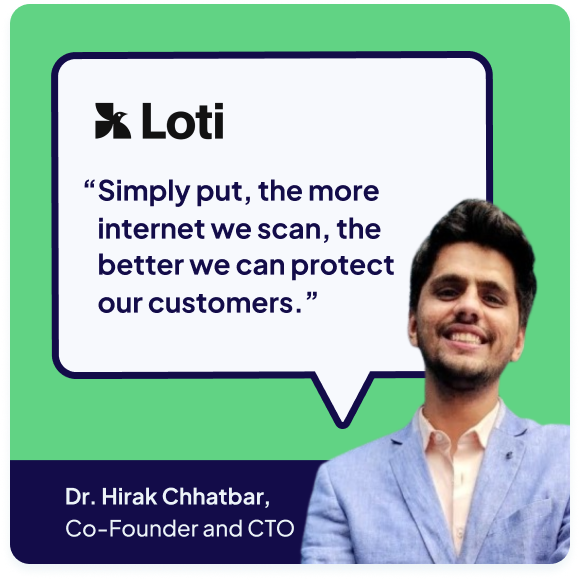 Loti
“Simply put, the more
internet we scan, the
better we can protect
our customers.”
Dr. Hirak Chhatbar,
Co-Founder and CTO